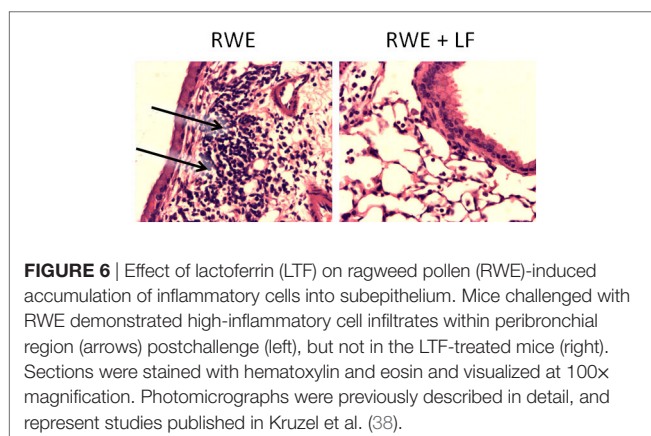 RWE
RWE + LF
FIGURE 6 | Effect of lactoferrin (LTF) on ragweed pollen (RWE)-induced
accumulation of inflammatory cells into subepithelium. Mice challenged with
RWE demonstrated high-inflammatory cell infiltrates within peribronchial
region (arrows) postchallenge (left), but not in the LTF-treated mice (right).
Sections were stained with hematoxylin and eosin and visualized at 100×
magnification. Photomicrographs were previously described in detail, and
represent studies published in Kruzel et al. (38).